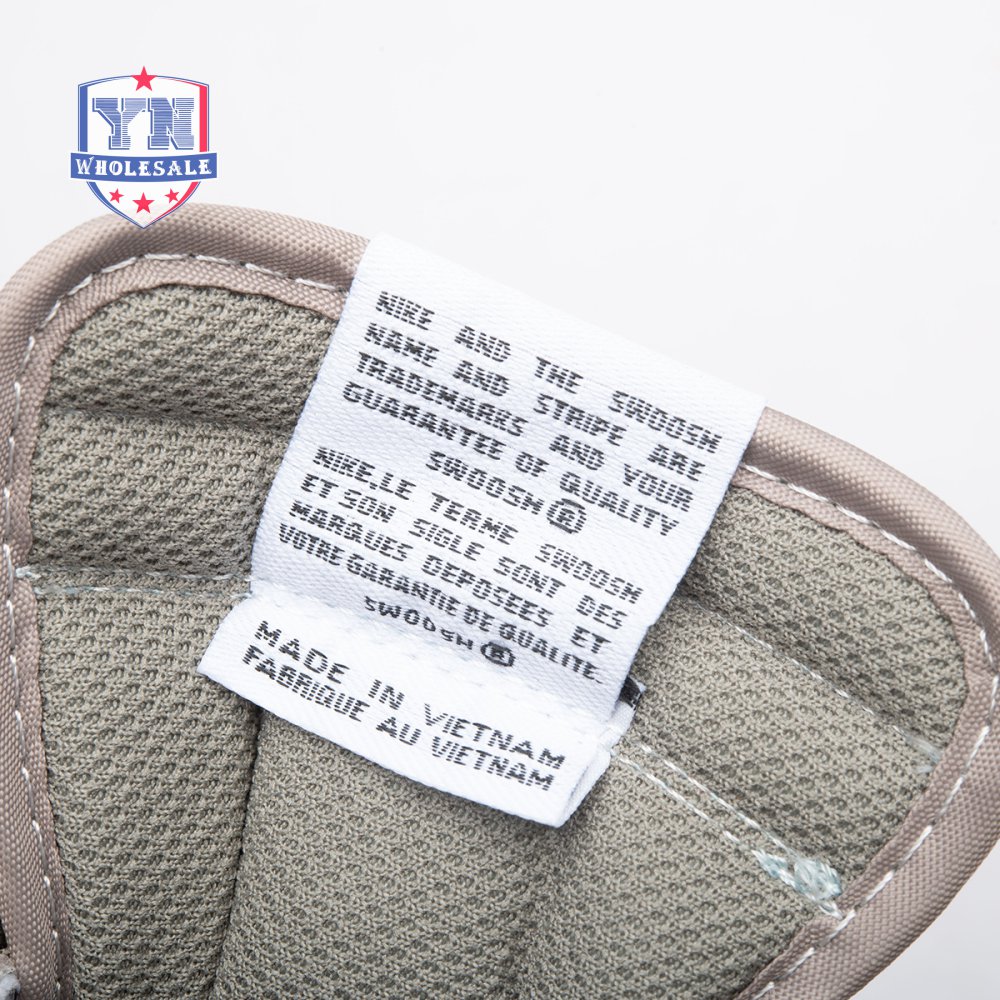 YN
WHOLESALE
NIKE AND THE SWOOSH
NAME AND STRIPE ARE
TRADEMARKS AND YOUR
GUARANTEE OF QUALITY
SWOOSH ®
NIKE,LE TERME SWOOSH
ET SON SIGLE SONT DES
MARQUES DEPOSEES ET
VOTRE GARANTIE DE QUALITE.
SWOOSH ®
MADE IN VIETNAM
FABRIQUE AU VIETNAM